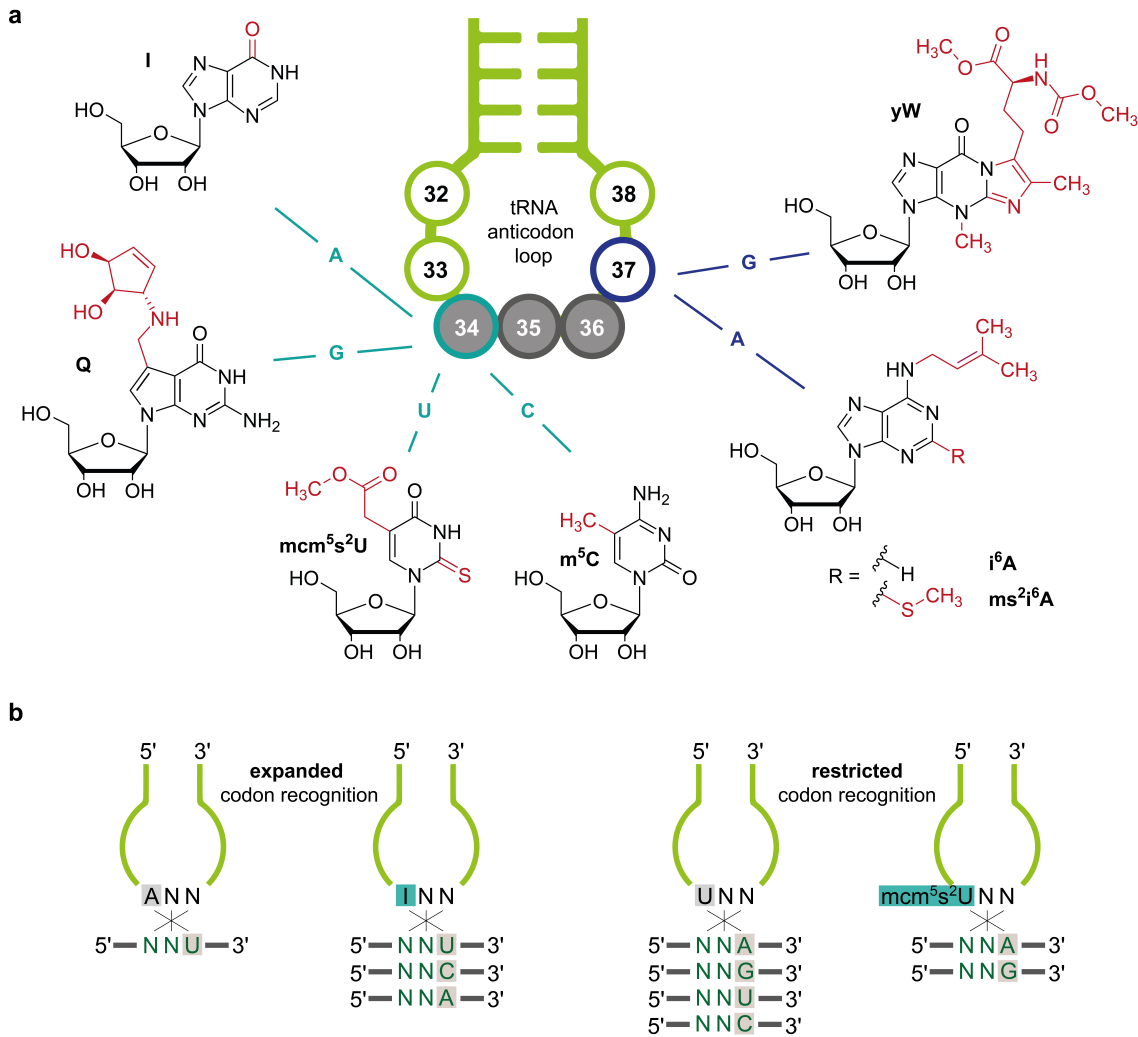 a
I
O
N
NH
N
N
HO
O
OH OH
tRNA
anticodon
loop
32
33
34
35
36
37
38
A
G
U
C
G
A
yW
H₃C
O
O
H
N
O
O
CH₃
O
N
N
N
N
N
CH₃
CH₃
HO
O
OH OH
Q
HO
HO
NH
O
NH
N
N
NH₂
HO
O
OH OH
mcm⁵s²U
H₃C
O
O
O
NH
N
S
HO
O
OH OH
m⁵C
H₃C
NH₂
N
N
O
HO
O
OH OH
HN
CH₃
CH₃
N
N
N
N
R
HO
O
OH OH
R =
H
i⁶A
S
CH₃
ms²i⁶A
b
5' 3'
expanded
codon recognition
A N N
5' N N U 3'
5' 3'
I N N
5' N N U 3'
5' N N C 3'
5' N N A 3'
5' 3'
restricted
codon recognition
U N N
5' N N A 3'
5' N N G 3'
5' N N U 3'
5' N N C 3'
5' 3'
mcm⁵s²U N N
5' N N A 3'
5' N N G 3'